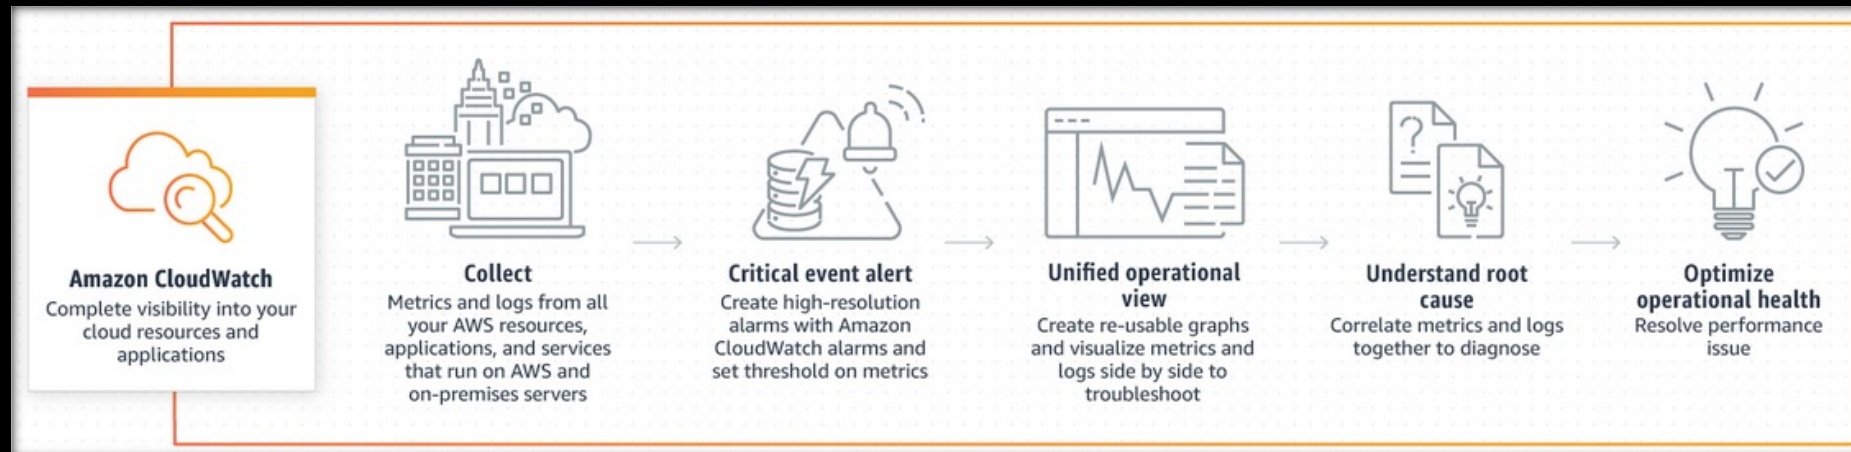 Amazon CloudWatch
Complete visibility into your
cloud resources and
applications
Collect
Metrics and logs from all
your AWS resources,
applications, and services
that run on AWS and
on-premises servers
Critical event alert
Create high-resolution
alarms with Amazon
CloudWatch alarms and
set threshold on metrics
Unified operational
view
Create re-usable graphs
and visualize metrics and
logs side by side to
troubleshoot
Understand root
cause
Correlate metrics and logs
together to diagnose
Optimize
operational health
Resolve performance
issue